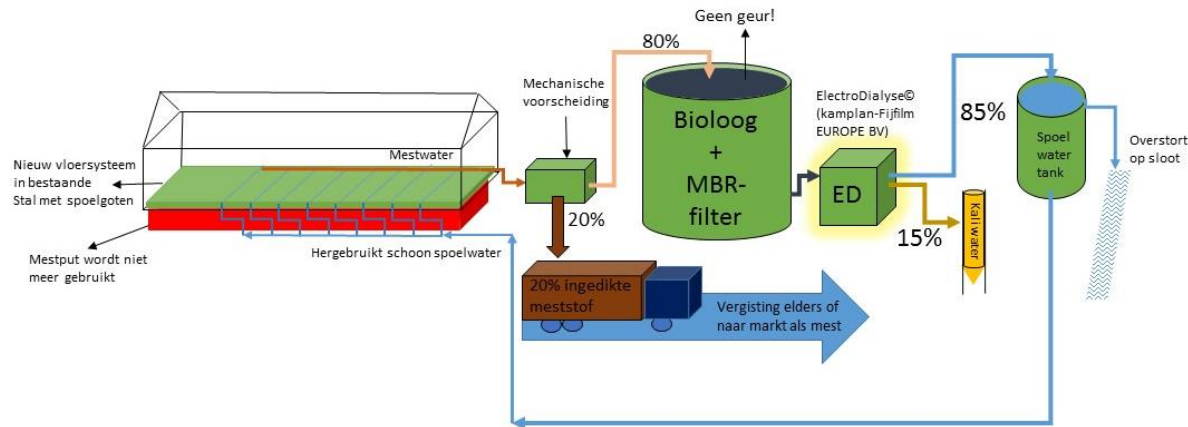 Geen geur!
80%
Mechanische
voorscheiding
ElectroDialyse©
(kamplan-Fijfilm
EUROPE BV)
85%
Bioloog
+
MBR-
filter
Spoel
water
tank
Overstort
op sloot
Mestwater
Nieuw vloersysteem
in bestaande
Stal met spoelgoten
ED
20%
15%
Kali water
Mestput wordt niet
meer gebruikt
Hergebruikt schoon spoelwater
20% ingedikte
meststof
Vergisting elders of
naar markt als mest